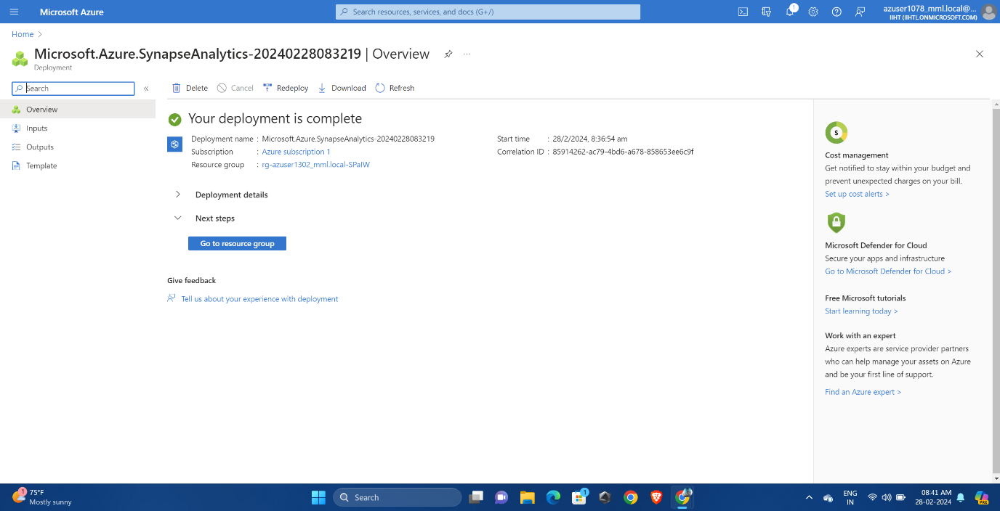 Microsoft Azure
Search resources, services, and docs (G+/)
1
azuser1078_mml.local@...
IIHT (IIHTL.ONMICROSOFT.COM)
Home
Microsoft.Azure.SynapseAnalytics-20240228083219 | Overview
...
Deployment
Search
«
Delete
Cancel
Redeploy
Download
Refresh
Overview
Inputs
Outputs
Template
Your deployment is complete
Deployment name : Microsoft.Azure.SynapseAnalytics-20240228083219
Subscription : Azure subscription 1
Resource group : rg-azuser1302_mml.local-SPaIW
Start time : 28/2/2024, 8:36:54 am
Correlation ID : 85914262-ac79-4bd6-a678-858653ee6c9f
Deployment details
Next steps
Go to resource group
Give feedback
Tell us about your experience with deployment
$
Cost management
Get notified to stay within your budget and
prevent unexpected charges on your bill.
Set up cost alerts >
Microsoft Defender for Cloud
Secure your apps and infrastructure
Go to Microsoft Defender for Cloud >
Free Microsoft tutorials
Start learning today >
Work with an expert
Azure experts are service provider partners
who can help manage your assets on Azure
and be your first line of support.
Find an Azure expert >
1
75°F
Mostly sunny
Search
1
ENG
IN
08:41 AM
28-02-2024
PRE